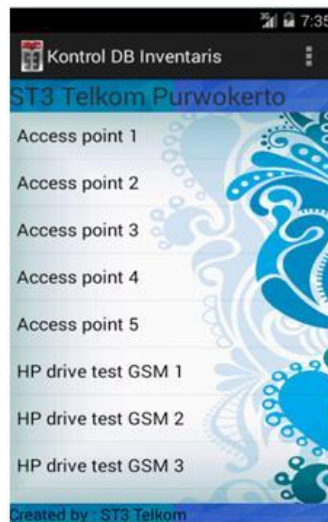 3G 7:35
Kontrol DB Inventaris
ST3 Telkom Purwokerto
Access point 1
Access point 2
Access point 3
Access point 4
Access point 5
HP drive test GSM 1
HP drive test GSM 2
HP drive test GSM 3
Created by : ST3 Telkom